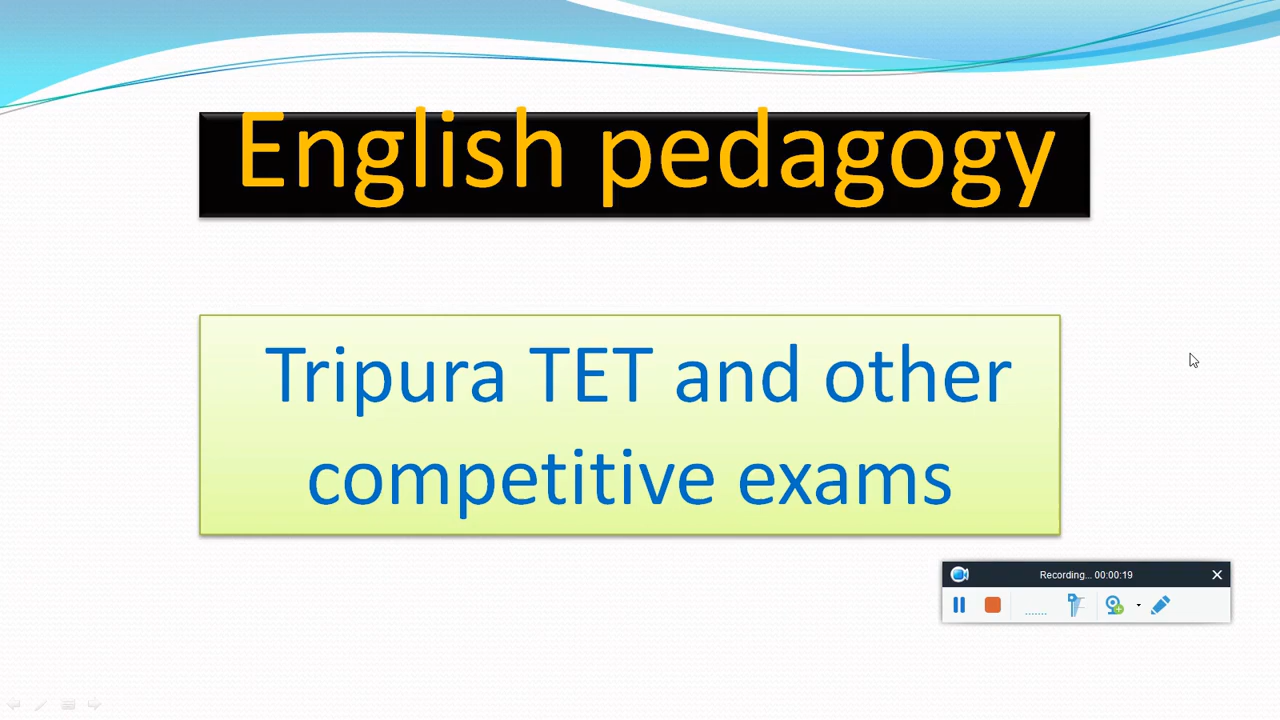 English pedagogy
Tripura TET and other
competitive exams
Recording... 00:00:19